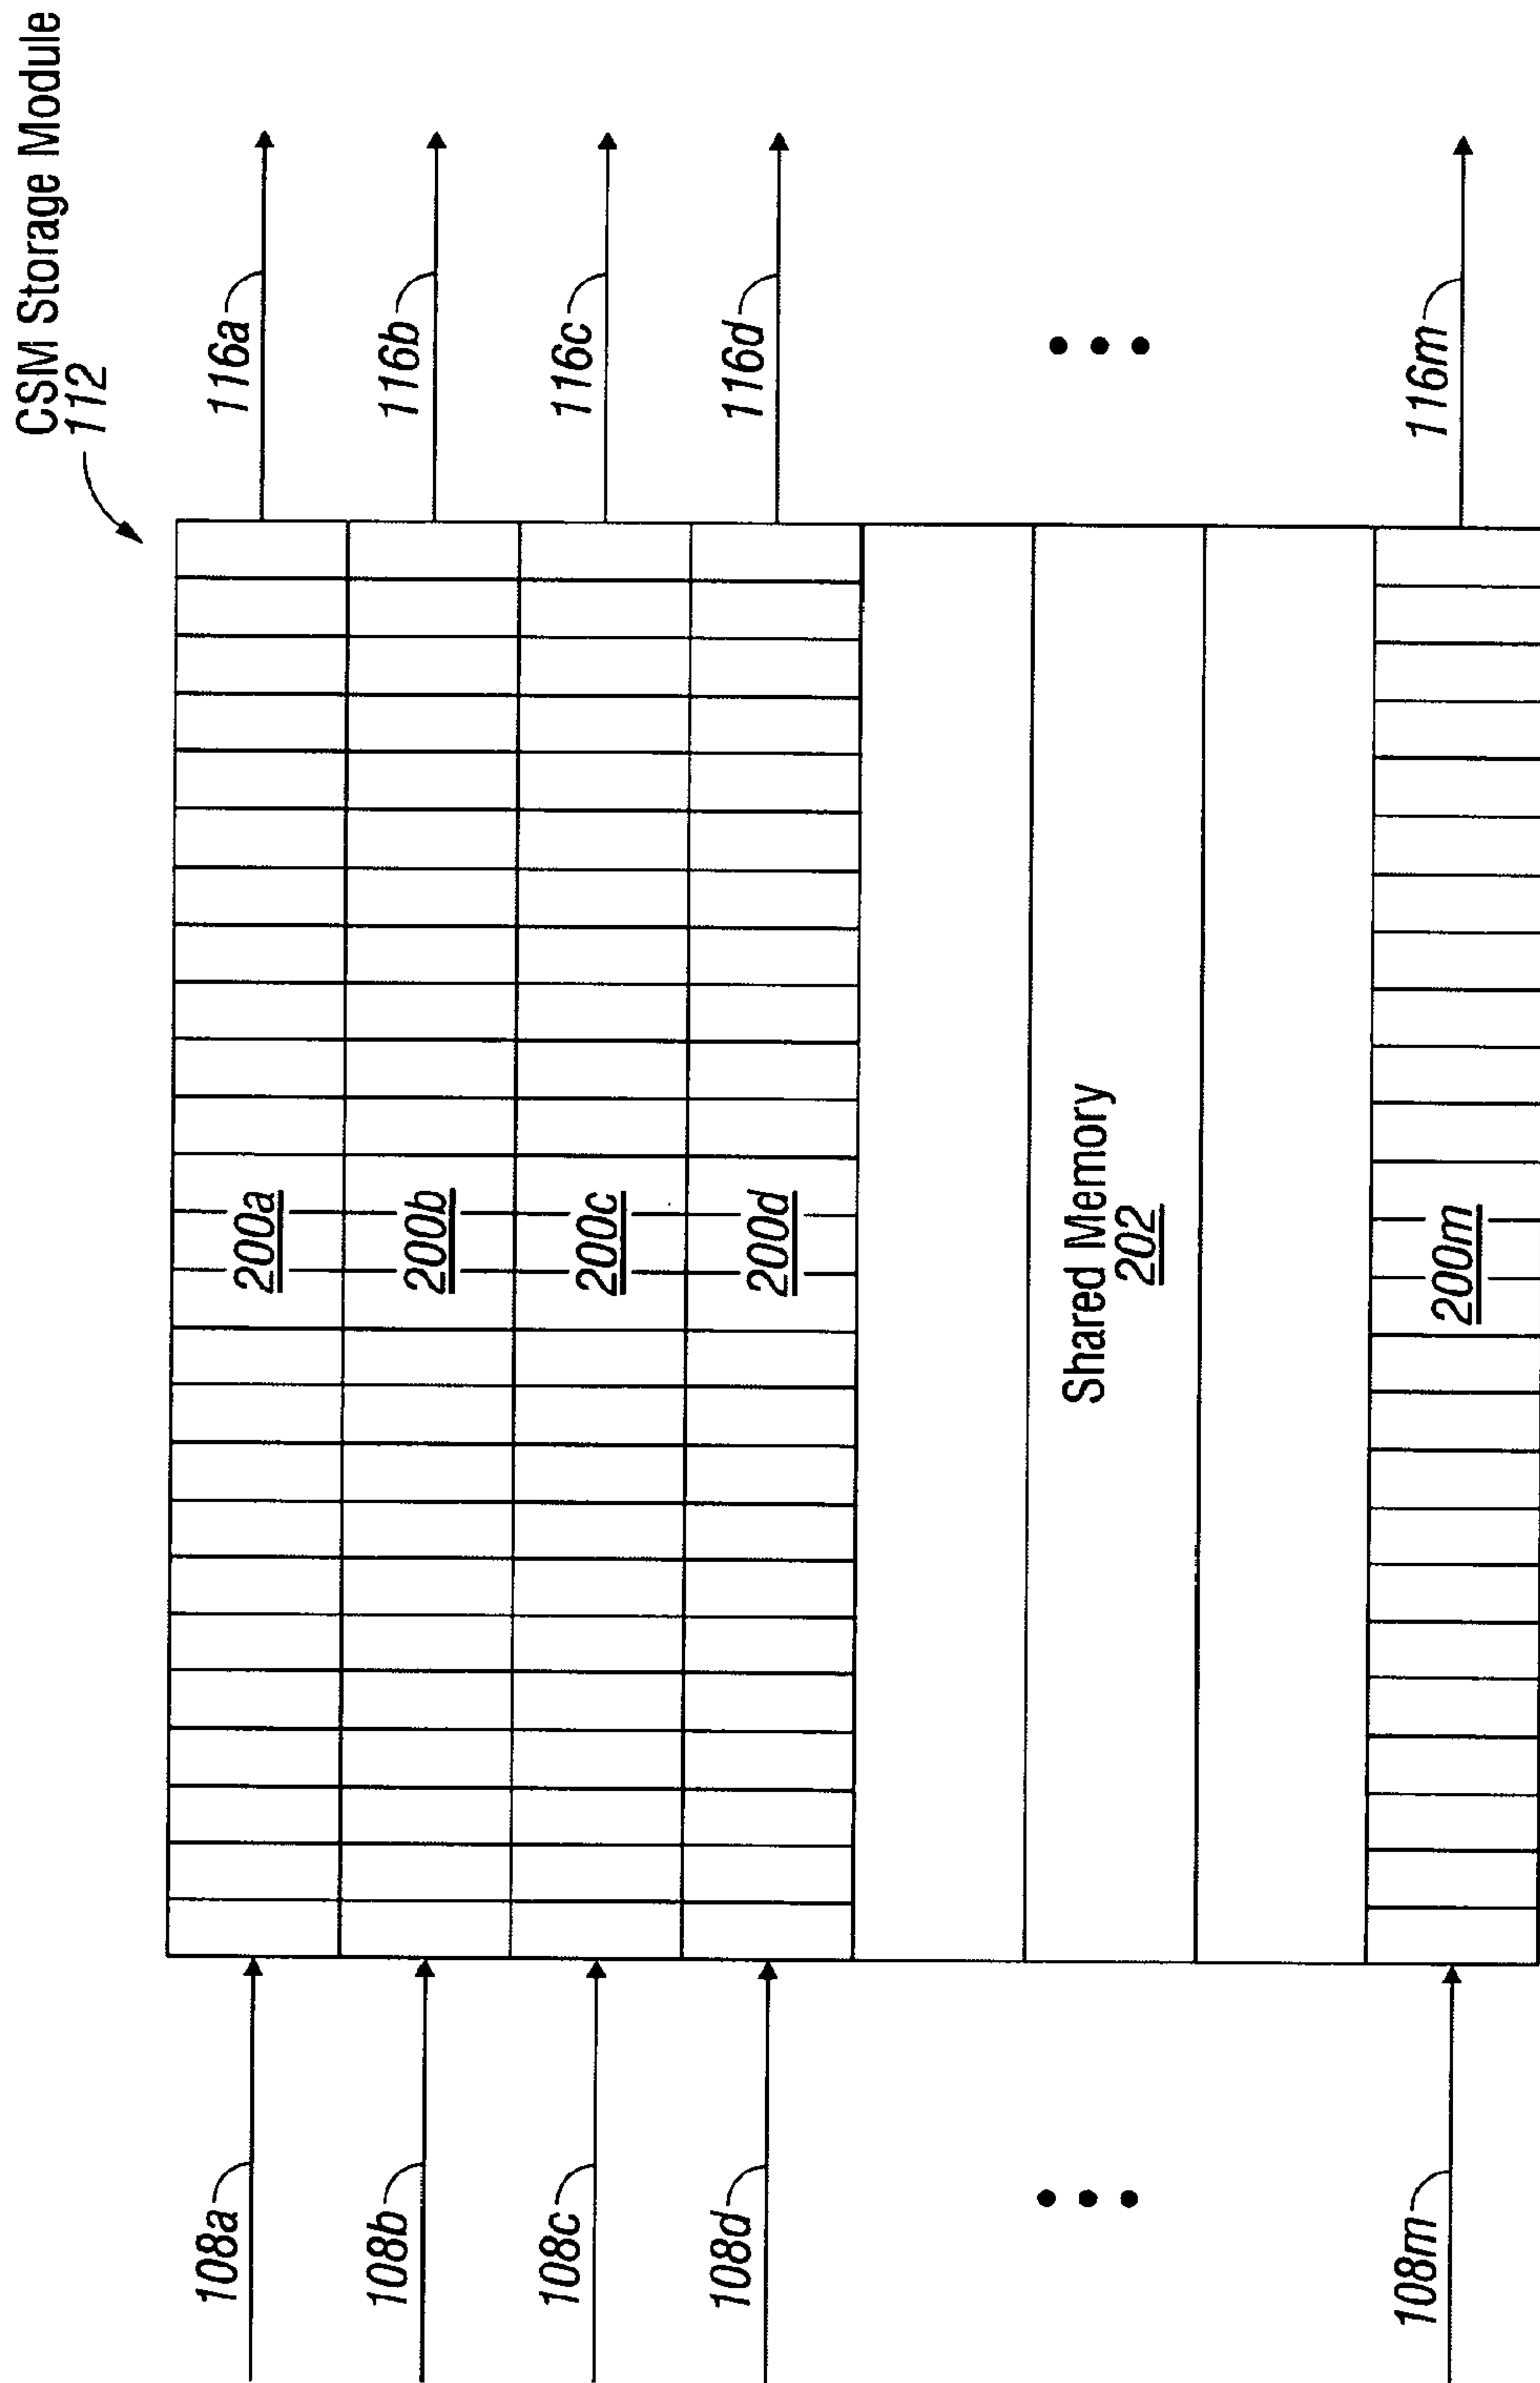 CSM Storage Module
112
116a
116b
116c
116d
116m
200a
200b
200c
200d
Shared Memory
202
200m
108a
108b
108c
108d
108m